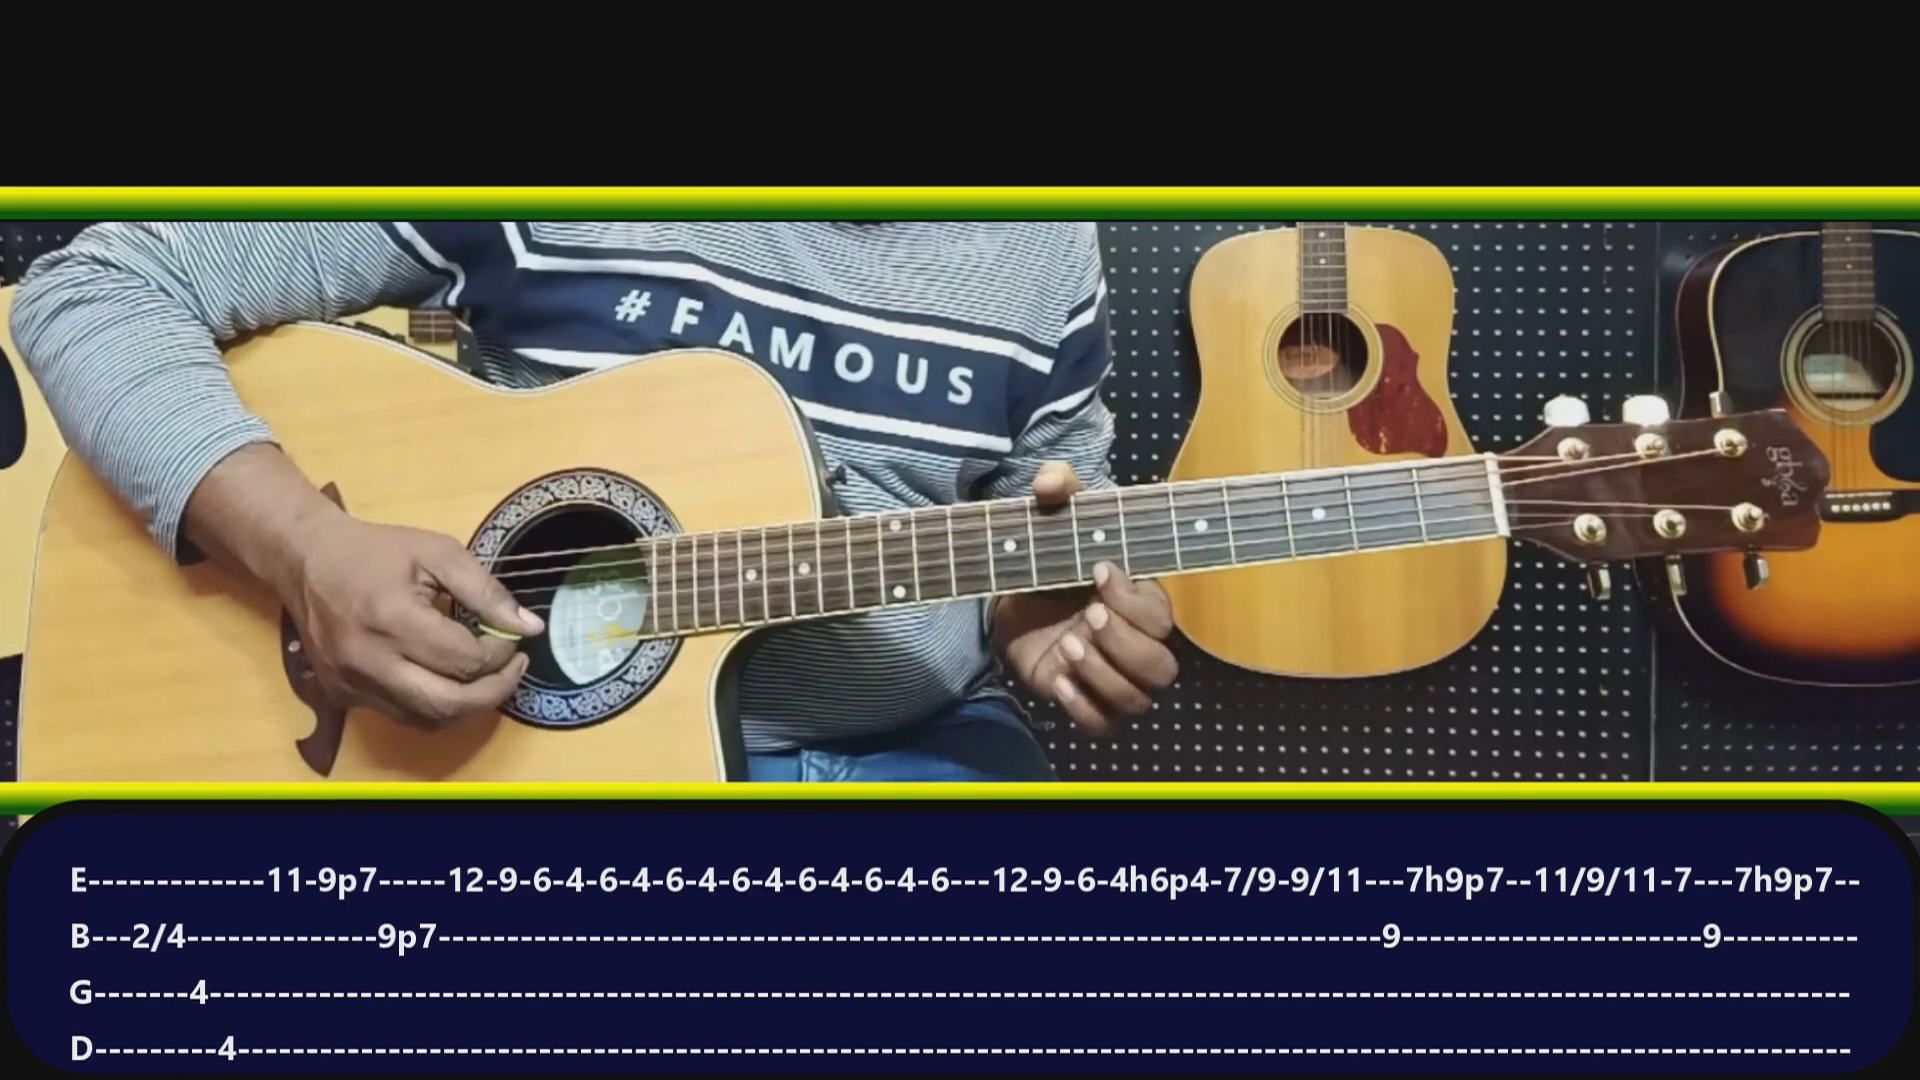 #FAMOUS
gb&a
E-------------11-9p7-----12-9-6-4-6-4-6-4-6-4-6-4-6-4-6---12-9-6-4h6p4-7/9-9/11---7h9p7--11/9/11-7---7h9p7--
B---2/4--------------9p7----------------------------------------------------------------------9----------------------9----------
G-------4-------------------------------------------------------------------------------------------------------------------------
D---------4-----------------------------------------------------------------------------------------------------------------------